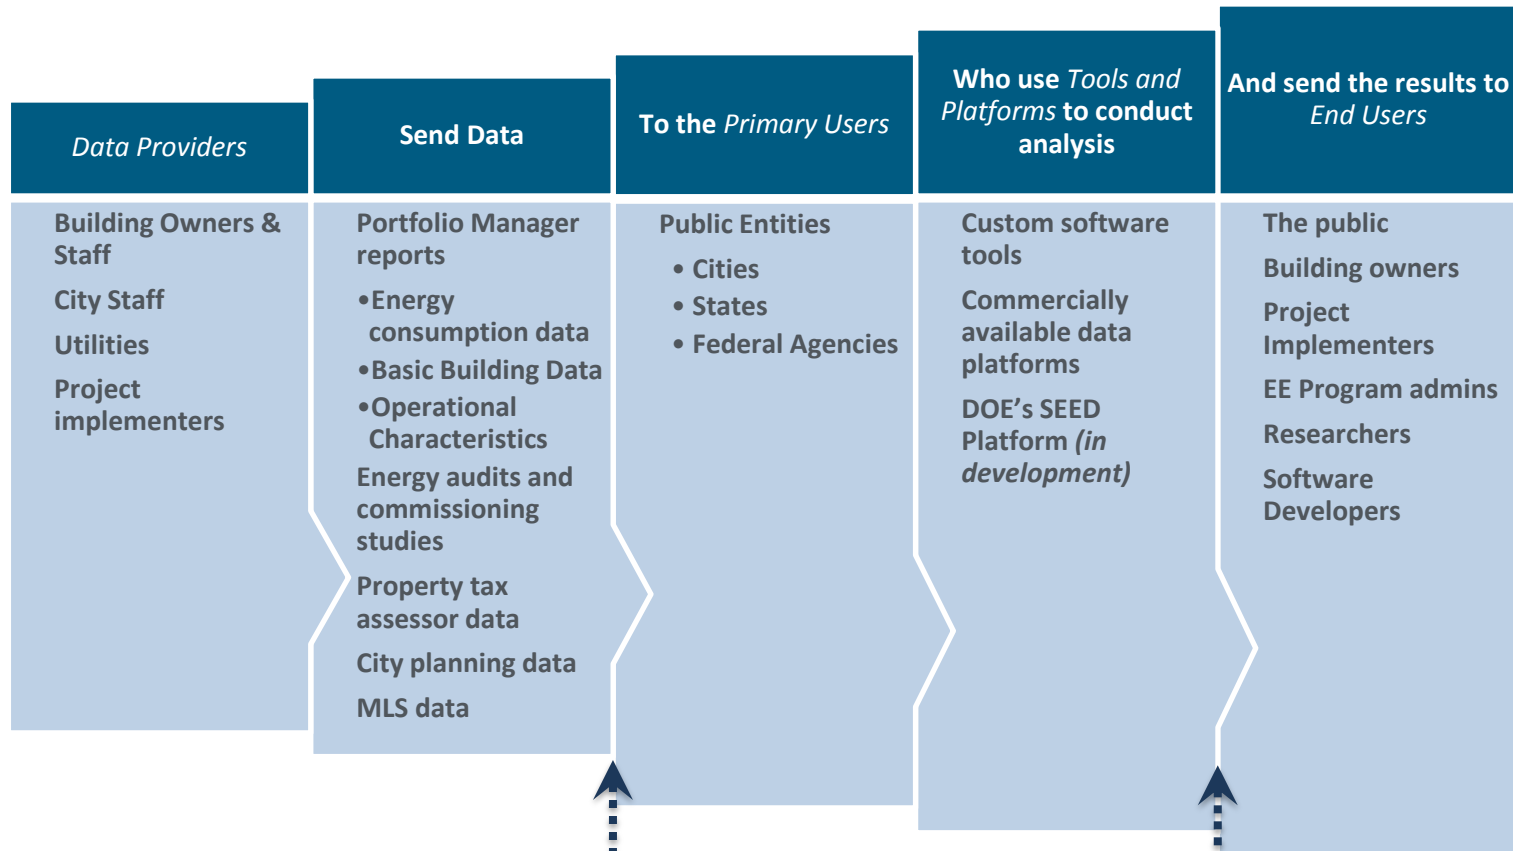 Data Providers
Building Owners &
Staff
City Staff
Utilities
Project
implementers
Send Data
Portfolio Manager
reports
•Energy
consumption data
•Basic Building Data
•Operational
Characteristics
Energy audits and
commissioning
studies
Property tax
assessor data
City planning data
MLS data
To the Primary Users
Public Entities
• Cities
• States
• Federal Agencies
Who use Tools and
Platforms to conduct
analysis
Custom software
tools
Commercially
available data
platforms
DOE’s SEED
Platform (in
development)
And send the results to
End Users
The public
Building owners
Project
Implementers
EE Program admins
Researchers
Software
Developers